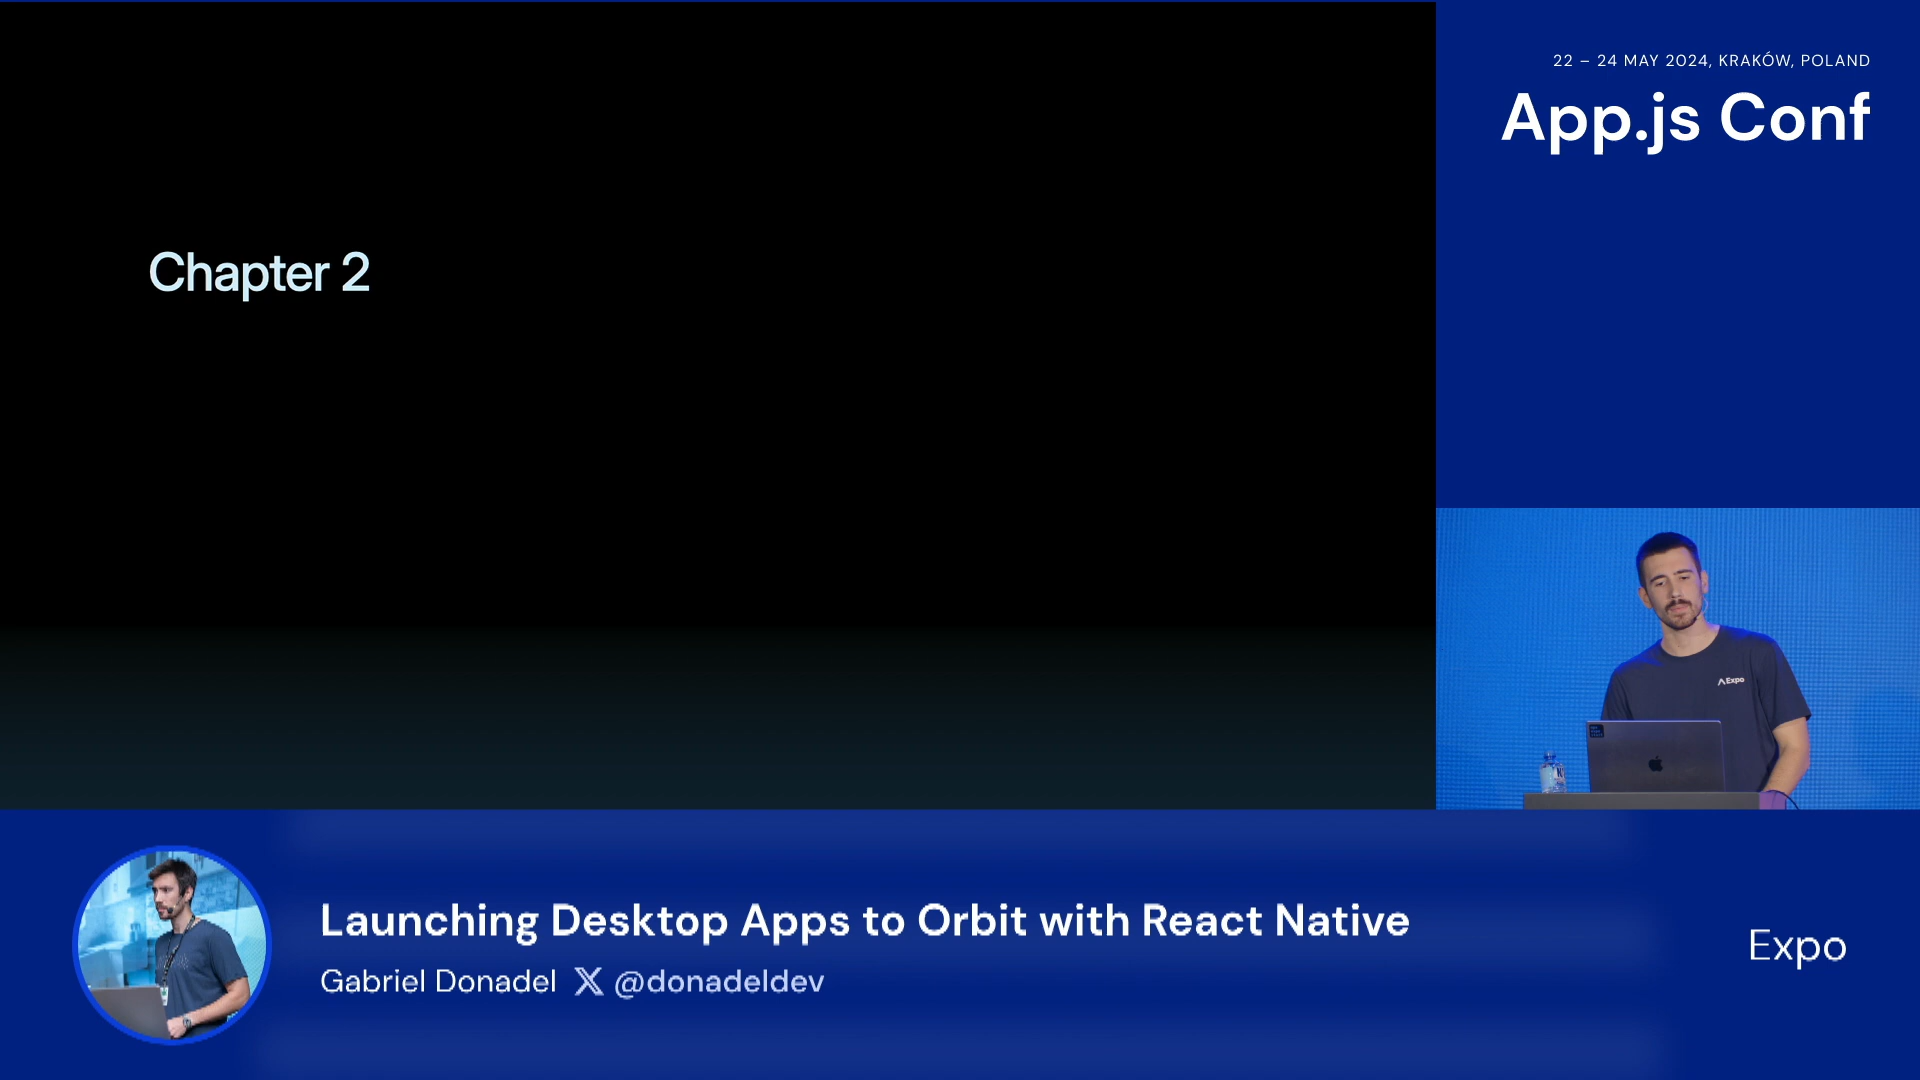 22 – 24 MAY 2024, KRAKÓW, POLAND
App.js Conf
Chapter 2
Expo
Launching Desktop Apps to Orbit with React Native
Gabriel Donadel X @donadeldev
Expo